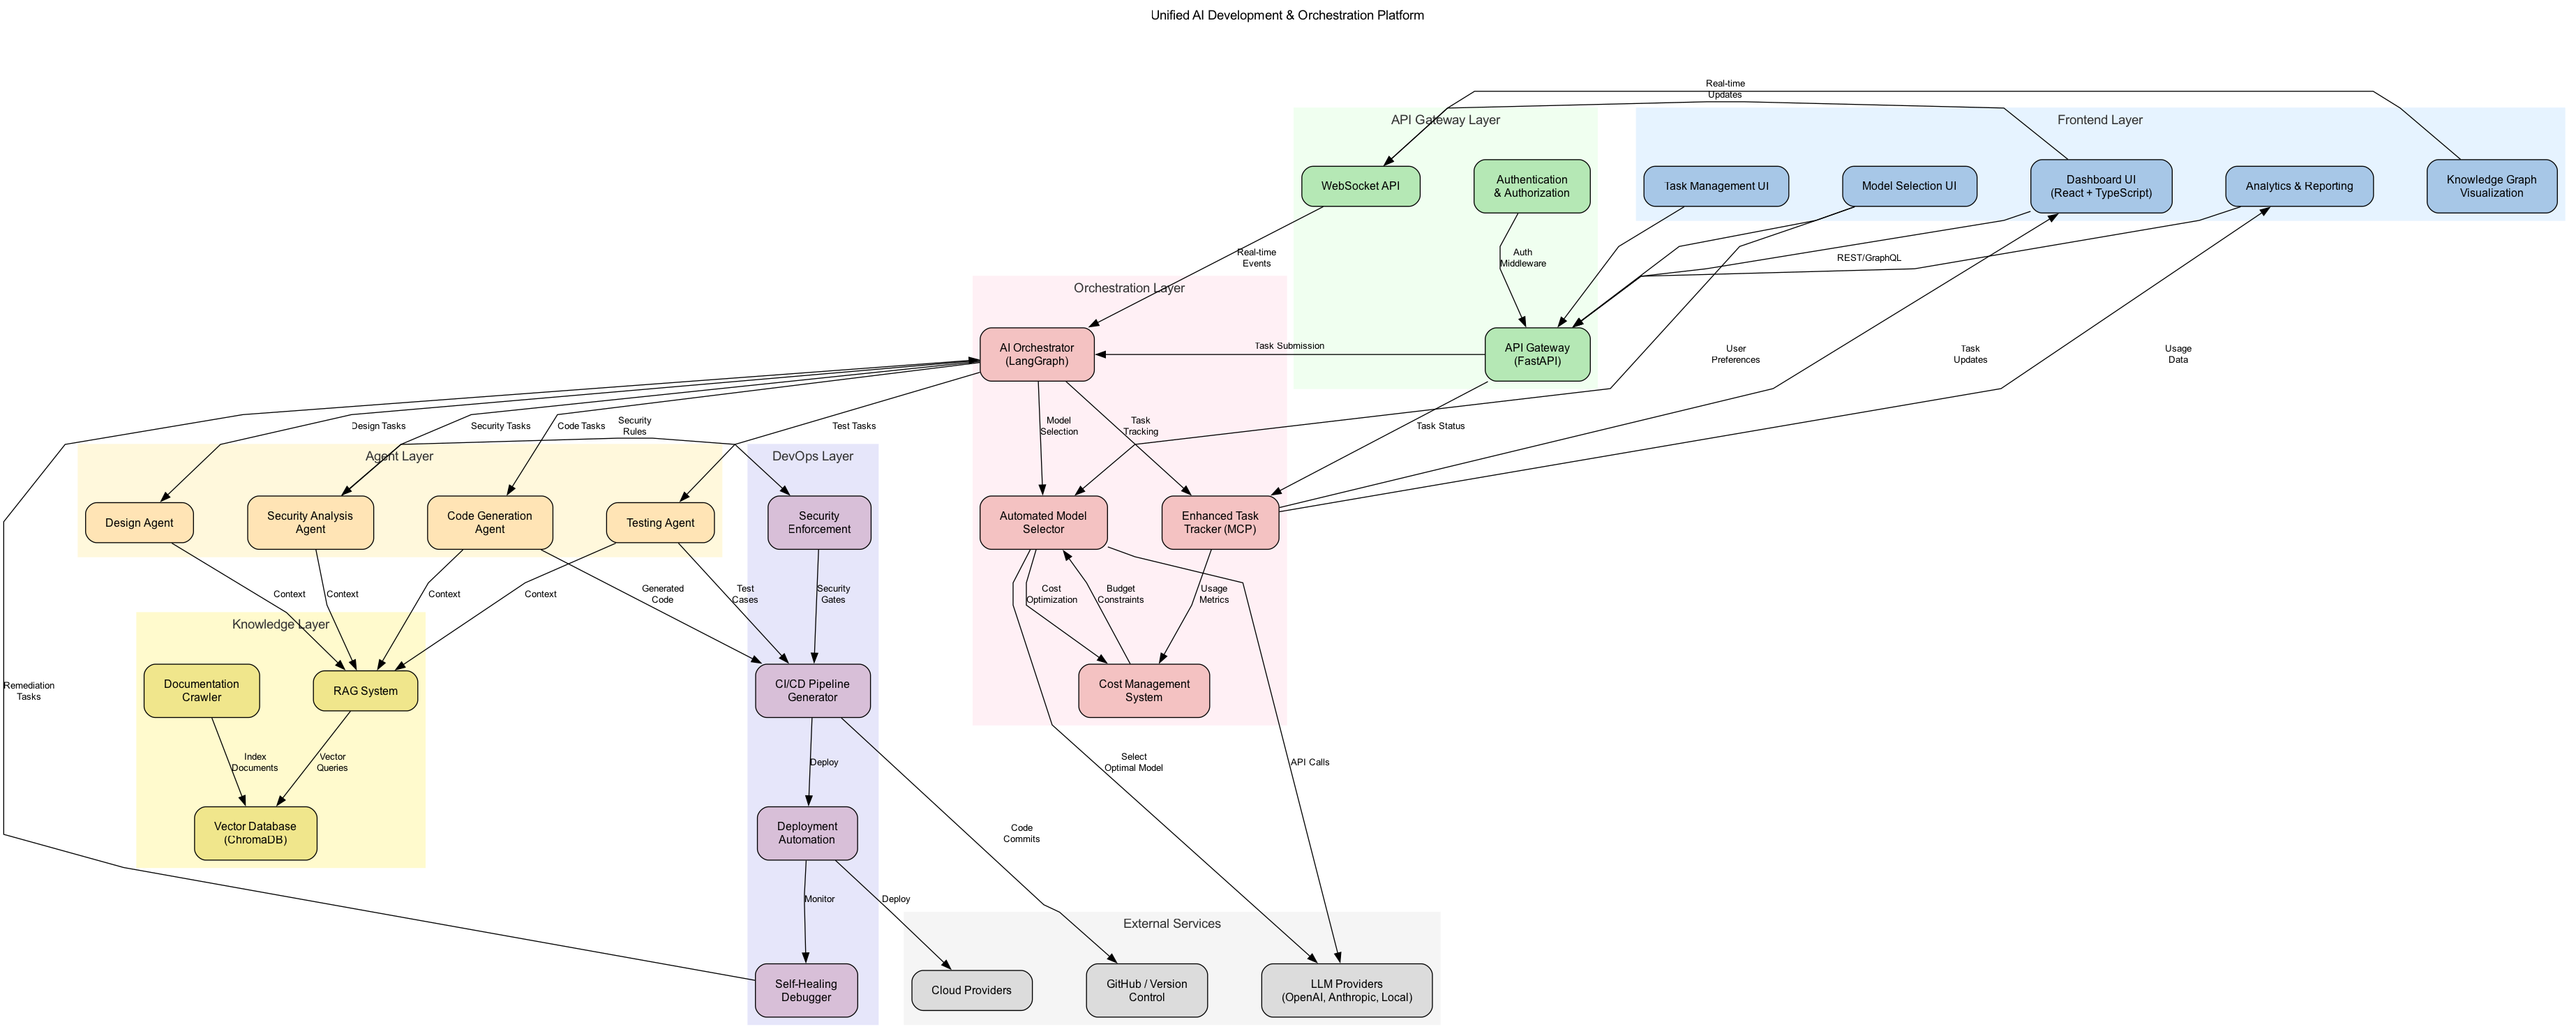 Unified AI Development & Orchestration Platform
Real-time
Updates
API Gateway Layer
Frontend Layer
WebSocket API
Authentication
& Authorization
Task Management UI
Model Selection UI
Dashboard UI
(React + TypeScript)
Analytics & Reporting
Knowledge Graph
Visualization
Real-time
Events
Auth
Middleware
REST/GraphQL
Orchestration Layer
AI Orchestrator
(LangGraph)
Task Submission
API Gateway
(FastAPI)
User
Preferences
Task
Updates
Usage
Data
Design Tasks
Security Tasks
Code Tasks
Security
Rules
Test Tasks
Model
Selection
Task
Tracking
Task Status
Agent Layer
DevOps Layer
Design Agent
Security Analysis
Agent
Code Generation
Agent
Testing Agent
Security
Enforcement
Automated Model
Selector
Enhanced Task
Tracker (MCP)
Context
Context
Context
Context
Generated
Code
Test
Cases
Security
Gates
Cost
Optimization
Budget
Constraints
Usage
Metrics
Knowledge Layer
Remediation
Tasks
Documentation
Crawler
RAG System
CI/CD Pipeline
Generator
Cost Management
System
Index
Documents
Vector
Queries
Deploy
Select
Optimal Model
API Calls
Vector Database
(ChromaDB)
Deployment
Automation
Code
Commits
Monitor
Deploy
External Services
Self-Healing
Debugger
Cloud Providers
GitHub / Version
Control
LLM Providers
(OpenAI, Anthropic, Local)